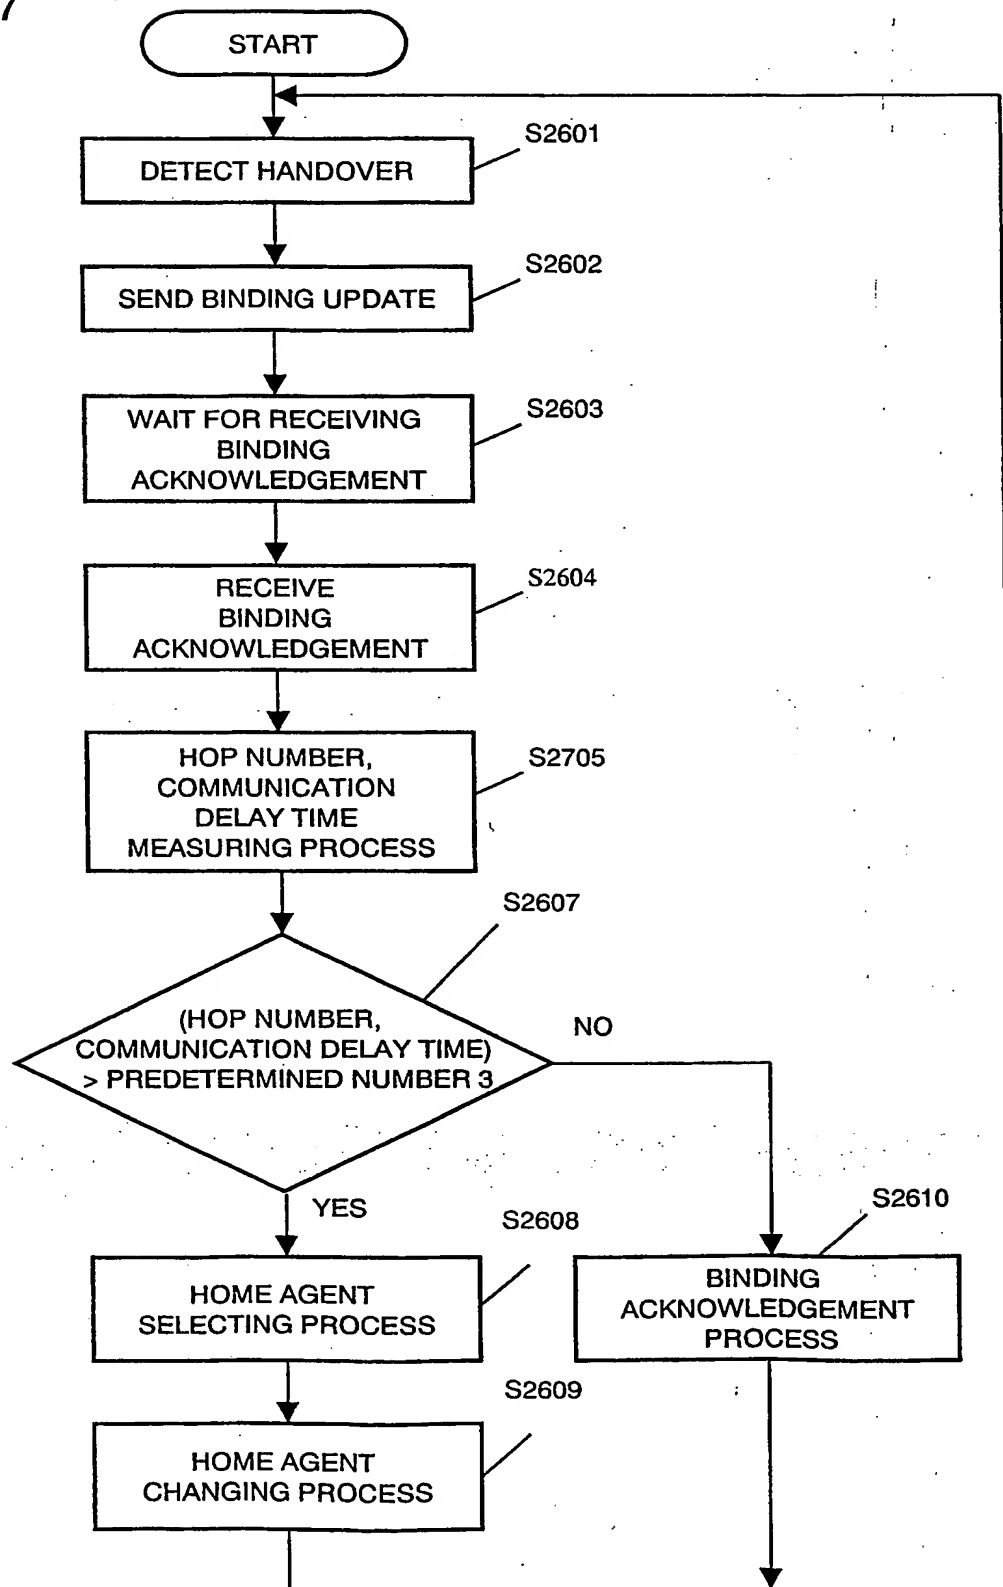 7
START
S2601
DETECT HANDOVER
S2602
SEND BINDING UPDATE
S2603
WAIT FOR RECEIVING
BINDING
ACKNOWLEDGEMENT
S2604
RECEIVE
BINDING
ACKNOWLEDGEMENT
S2705
HOP NUMBER,
COMMUNICATION
DELAY TIME
MEASURING PROCESS
S2607
(HOP NUMBER,
COMMUNICATION DELAY TIME)
> PREDETERMINED NUMBER 3
NO
YES
S2608
HOME AGENT
SELECTING PROCESS
S2610
BINDING
ACKNOWLEDGEMENT
PROCESS
S2609
HOME AGENT
CHANGING PROCESS